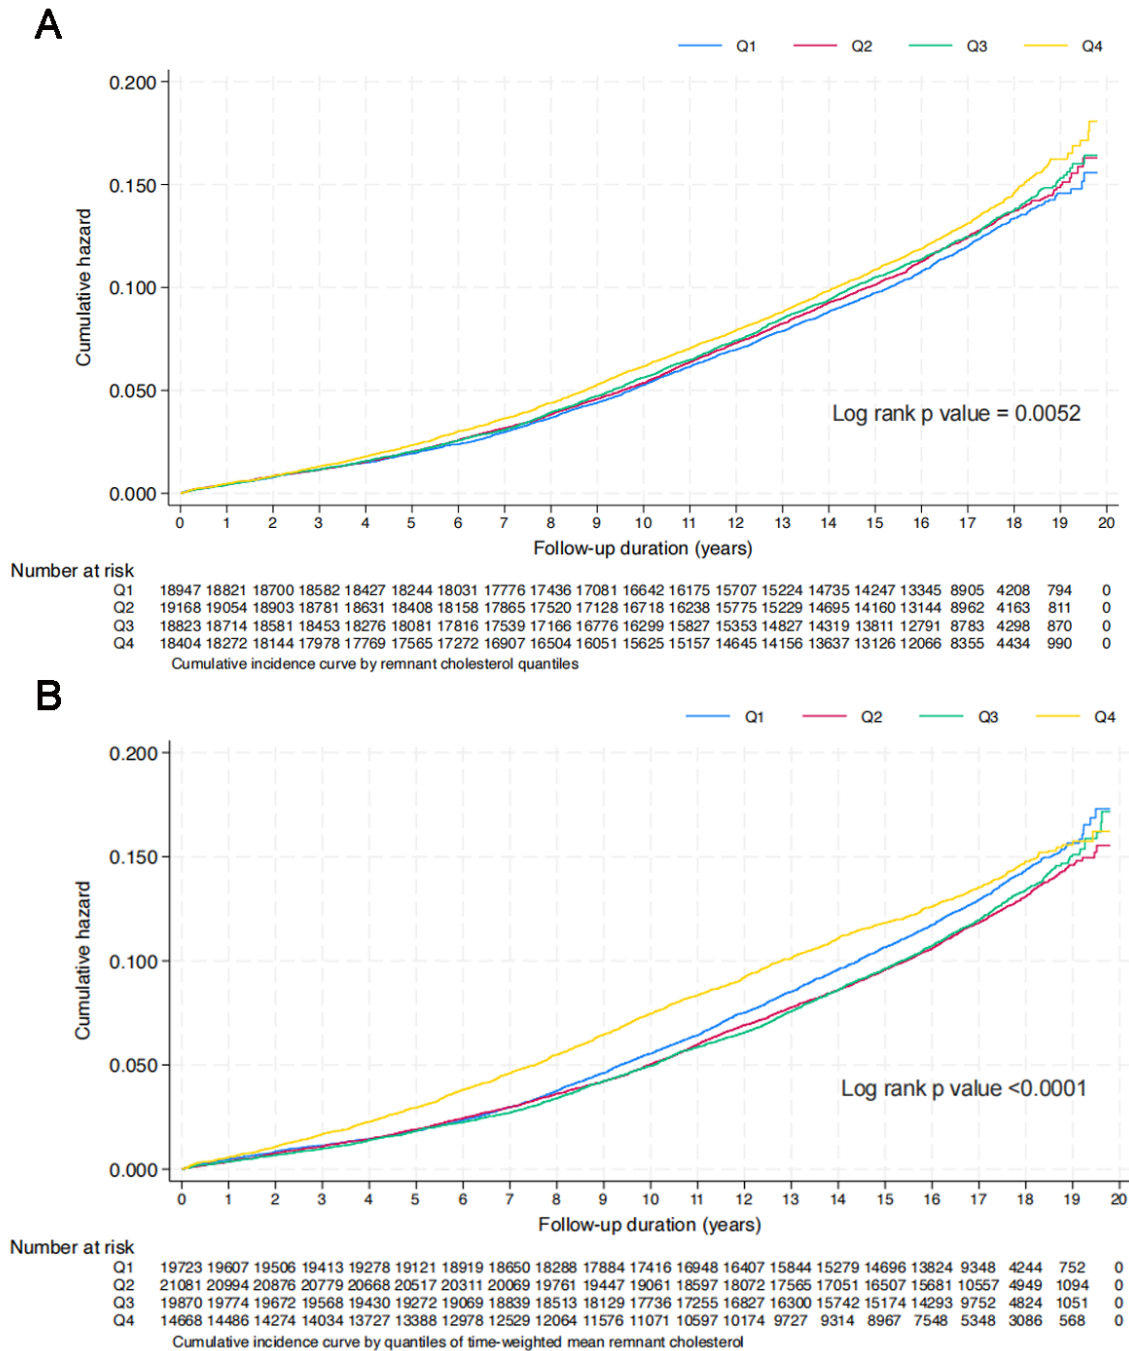 A
Q1 Q2 Q3 Q4
0.200
0.150
0.100
0.050
0.000
Cumulative hazard
Log rank p value = 0.0052
0 1 2 3 4 5 6 7 8 9 10 11 12 13 14 15 16 17 18 19 20
Follow-up duration (years)
Number at risk
Q1 18947 18821 18700 18582 18427 18244 18031 17776 17436 17081 16642 16175 15707 15224 14735 14247 13345 8905 4208 794 0
Q2 19168 19054 18903 18781 18631 18408 18158 17865 17520 17128 16718 16238 15775 15229 14695 14160 13144 8962 4163 811 0
Q3 18823 18714 18581 18453 18276 18081 17816 17539 17166 16776 16299 15827 15353 14827 14319 13811 12791 8783 4298 870 0
Q4 18404 18272 18144 17978 17769 17565 17272 16907 16504 16051 15625 15157 14645 14156 13637 13126 12066 8355 4434 990 0
Cumulative incidence curve by remnant cholesterol quantiles
B
Q1 Q2 Q3 Q4
0.200
0.150
0.100
0.050
0.000
Cumulative hazard
Log rank p value <0.0001
0 1 2 3 4 5 6 7 8 9 10 11 12 13 14 15 16 17 18 19 20
Follow-up duration (years)
Number at risk
Q1 19723 19607 19506 19413 19278 19121 18919 18650 18288 17884 17416 16948 16407 15844 15279 14696 13824 9348 4244 752 0
Q2 21081 20994 20876 20779 20668 20517 20311 20069 19761 19447 19061 18597 18072 17565 17051 16507 15681 10557 4949 1094 0
Q3 19870 19774 19672 19568 19430 19272 19069 18839 18513 18129 17736 17255 16827 16300 15742 15174 14293 9752 4824 1051 0
Q4 14668 14486 14274 14034 13727 13388 12978 12529 12064 11576 11071 10597 10174 9727 9314 8967 7548 5348 3086 568 0
Cumulative incidence curve by quantiles of time-weighted mean remnant cholesterol